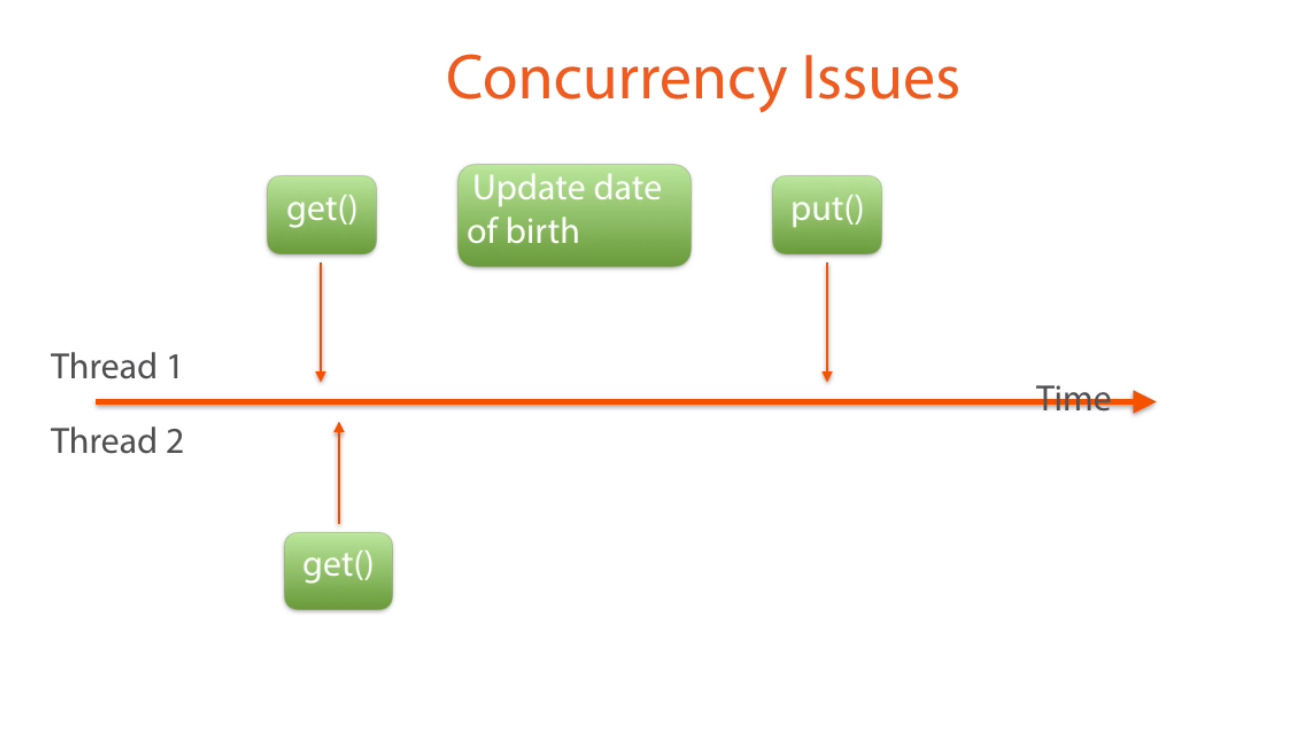 Concurrency Issues
get()
Update date
of birth
put()
Thread 1
Time
Thread 2
get()